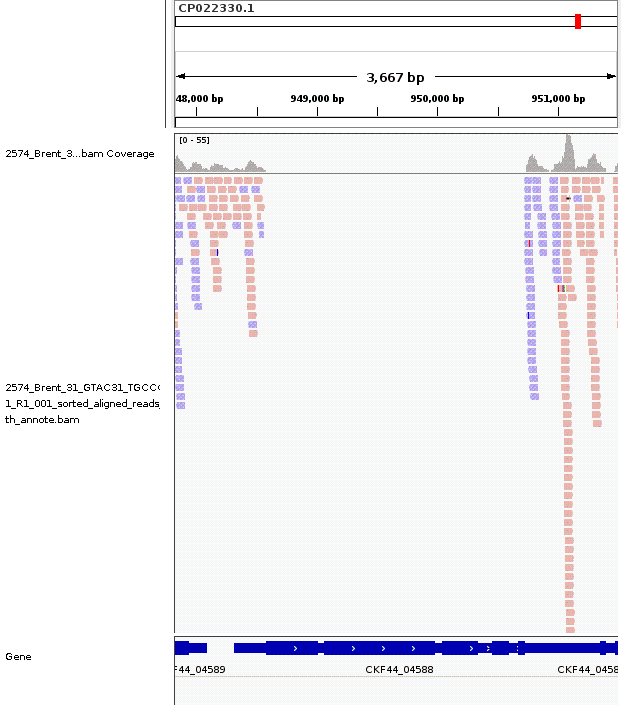 CP022330.1
3,667 bp
48,000 bp 949,000 bp 950,000 bp 951,000 bp
[0 - 55]
2574_Brent_3...bam Coverage
2574_Brent_31_GTAC31_TGCC
1_R1_001_sorted_aligned_reads_
th_annote.bam
Gene
F44_04589 CKF44_04588 CKF44_0458